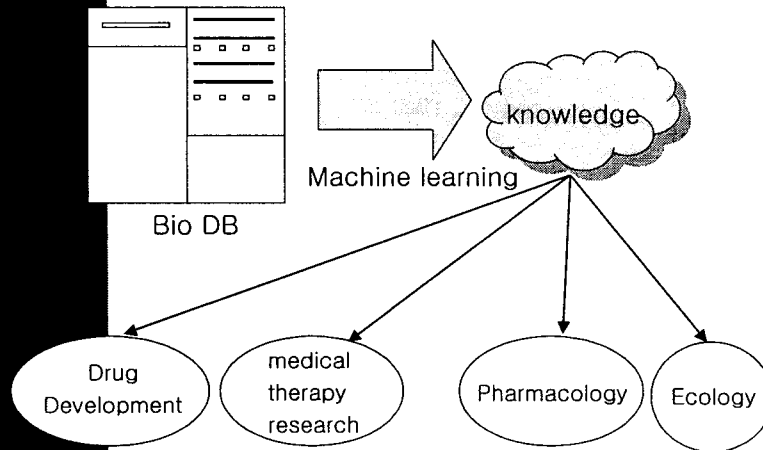 knowledge
Machine learning
Bio DB
Drug
Development
medical
therapy
research
Pharmacology
Ecology